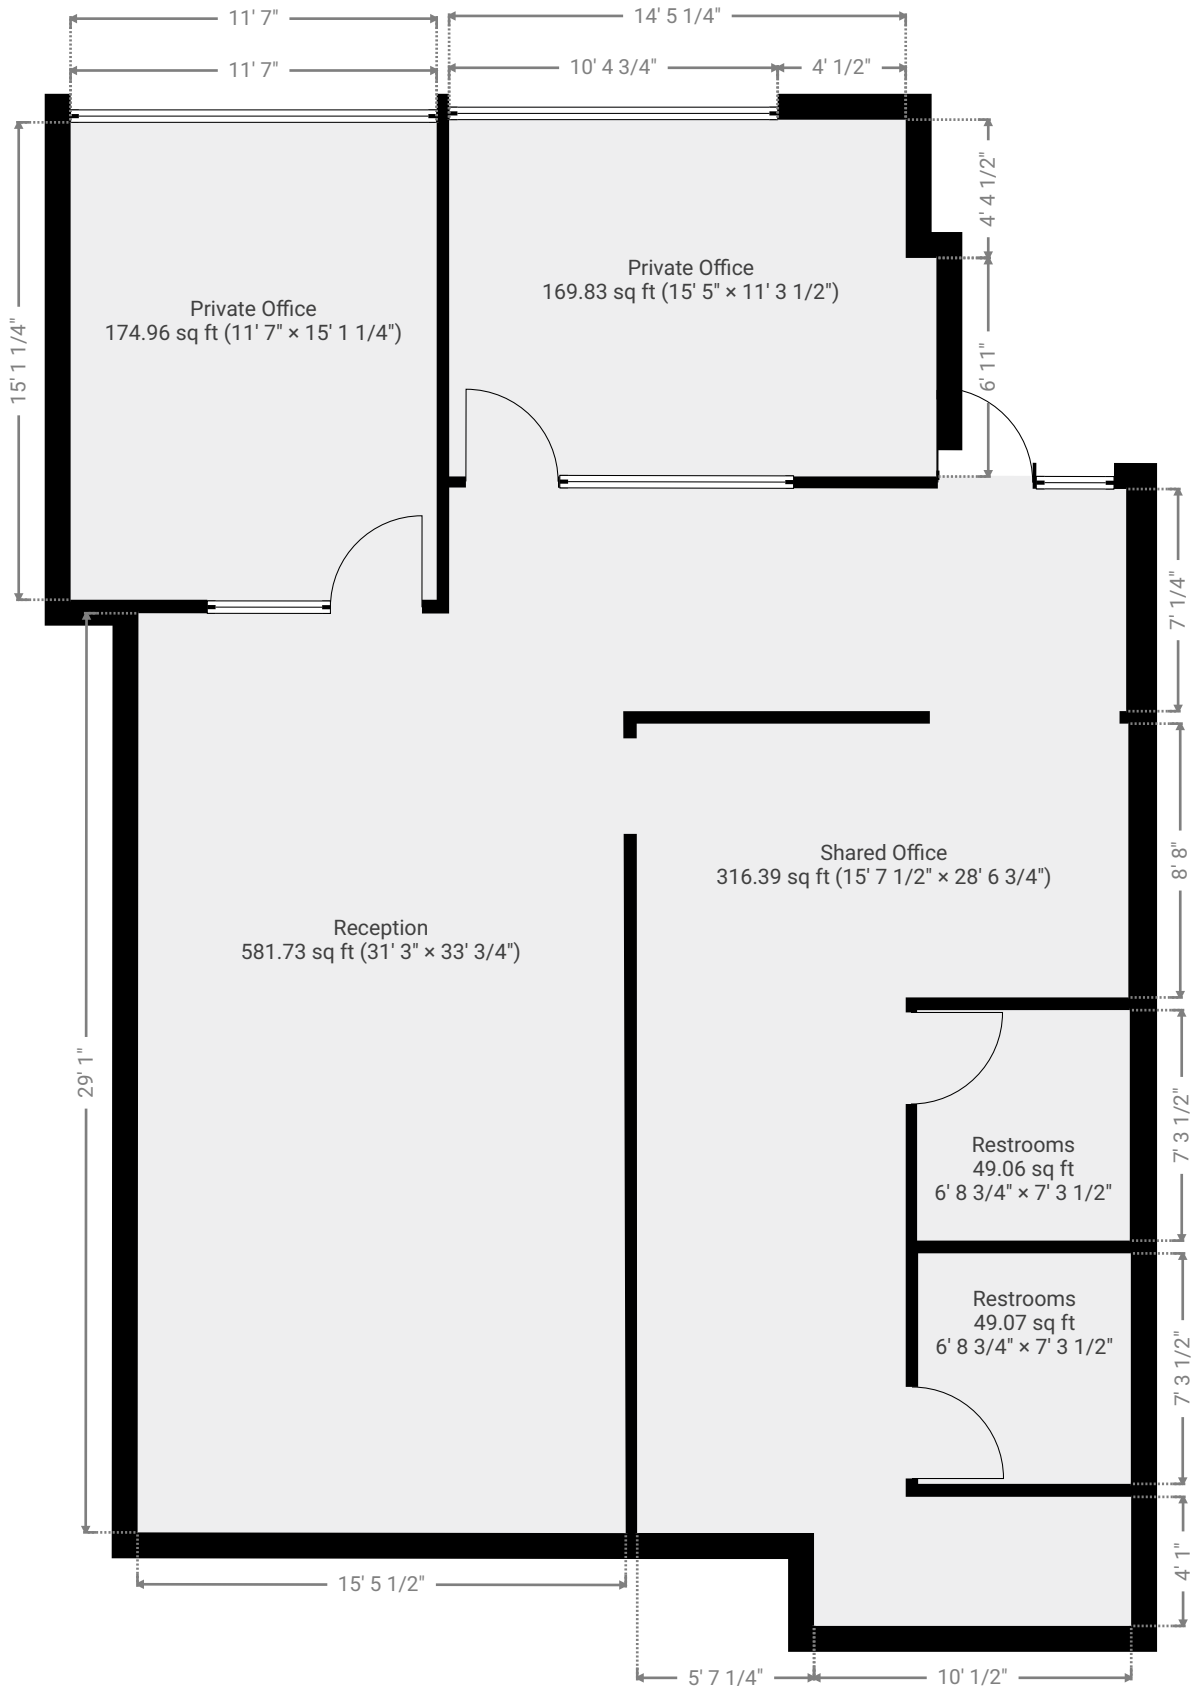 11' 7"
14' 5 1/4"
11' 7"
10' 4 3/4"
4' 1/2"
4' 4 1/2"
Private Office
169.83 sq ft (15' 5" × 11' 3 1/2")
Private Office
174.96 sq ft (11' 7" × 15' 1 1/4")
15' 1 1/4"
6' 11"
7' 1/4"
Shared Office
316.39 sq ft (15' 7 1/2" × 28' 6 3/4")
8' 8"
Reception
581.73 sq ft (31' 3" × 33' 3/4")
29' 1"
7' 3 1/2"
Restrooms
49.06 sq ft
6' 8 3/4" × 7' 3 1/2"
Restrooms
49.07 sq ft
6' 8 3/4" × 7' 3 1/2"
7' 3 1/2"
4' 1"
15' 5 1/2"
5' 7 1/4"
10' 1/2"